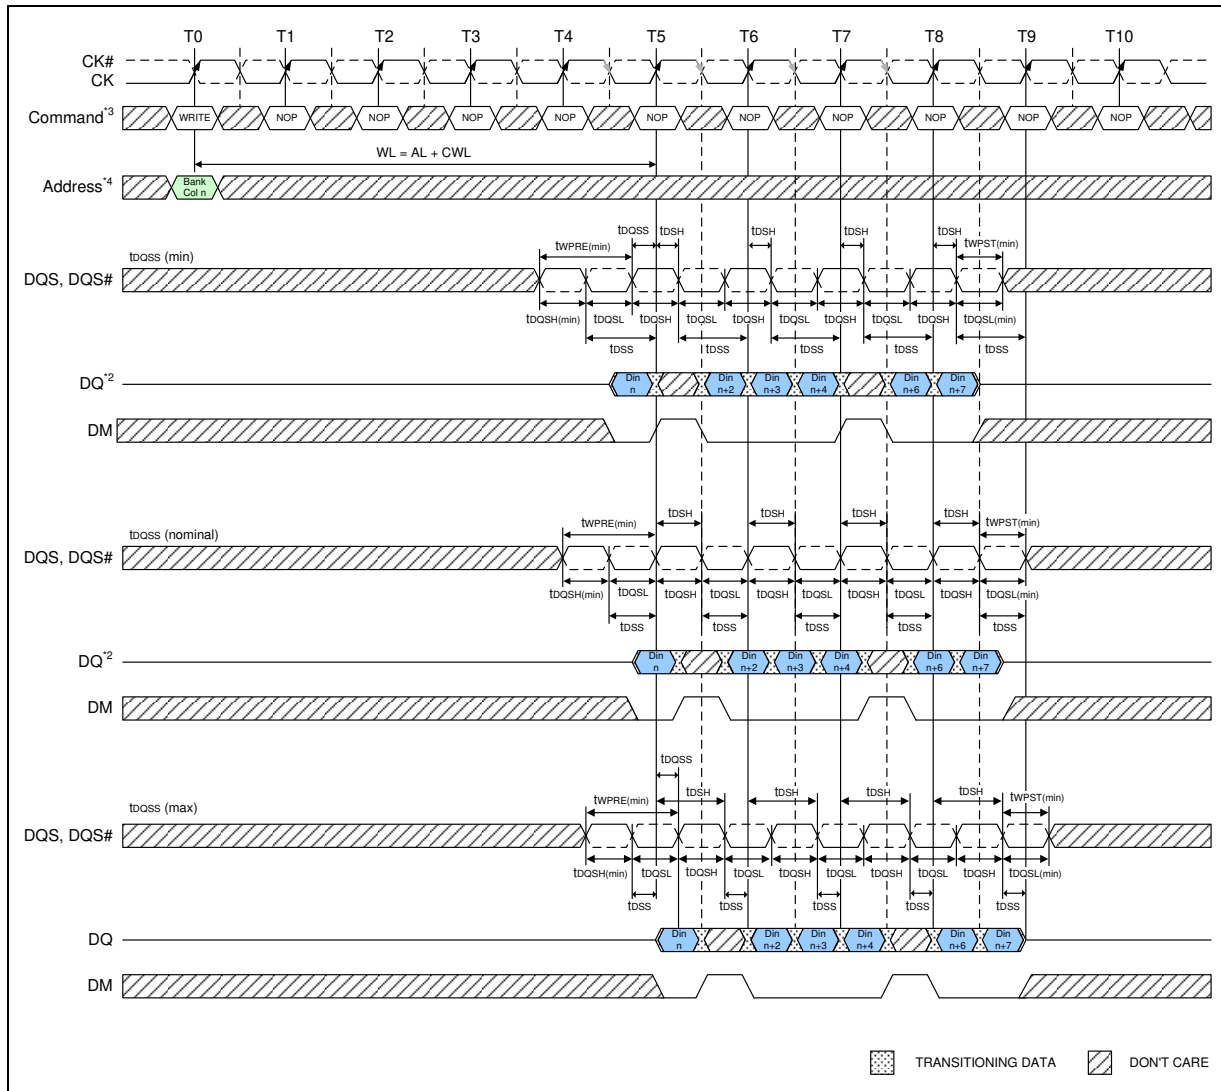 T0 T1 T2 T3 T4 T5 T6 T7 T8 T9 T10
CK#
CK
Command*3 WRITE NOP NOP NOP NOP NOP NOP NOP NOP NOP NOP
WL = AL + CWL
Address*4 Bank Col n
tDQSS tDSH tDSH tDSH tDSH
tWPRE(min) tWPST(min)
tDQSS (min)
DQS, DQS#
tDQSH(min) tDQSL tDQSH tDQSL tDQSH tDQSL tDQSH tDQSL tDQSH tDQSL(min)
tDSS tDSS tDSS tDSS tDSS
DQ*2 Din n Din n+2 Din n+3 Din n+4 Din n+6 Din n+7
DM
tDSH tDSH tDSH tDSH
tWPRE(min) tWPST(min)
tDQSS (nominal)
DQS, DQS#
tDQSH(min) tDQSL tDQSH tDQSL tDQSH tDQSL tDQSH tDQSL tDQSH tDQSL(min)
tDSS tDSS tDSS tDSS tDSS
DQ*2 Din n Din n+2 Din n+3 Din n+4 Din n+6 Din n+7
DM
tDQSS
tWPRE(min) tDSH tDSH tDSH tDSH tWPST(min)
tDQSS (max)
DQS, DQS#
tDQSH(min) tDQSL tDQSH tDQSL tDQSH tDQSL tDQSH tDQSL tDQSH tDQSL(min)
tDSS tDSS tDSS tDSS tDSS
DQ Din n Din n+2 Din n+3 Din n+4 Din n+6 Din n+7
DM
TRANSITIONING DATA DON'T CARE